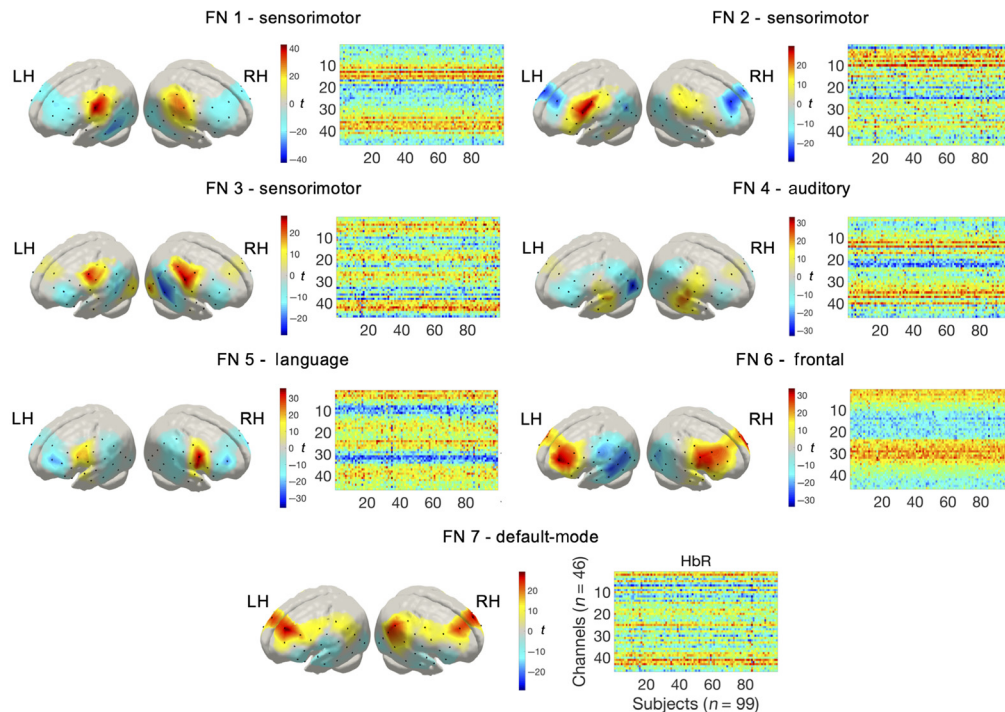 FN 1 - sensorimotor
LH
RH
40
20
0
t
−20
−40
10
20
30
40
20 40 60 80
FN 2 - sensorimotor
LH
RH
20
10
0
t
−10
−20
10
20
30
40
20 40 60 80
FN 3 - sensorimotor
LH
RH
20
10
0
t
−10
−20
10
20
30
40
20 40 60 80
FN 4 - auditory
LH
RH
30
20
10
0
t
−10
−20
−30
10
20
30
40
20 40 60 80
FN 5 - language
LH
RH
30
20
10
0
t
−10
−20
−30
10
20
30
40
20 40 60 80
FN 6 - frontal
LH
RH
30
20
10
0
t
−10
−20
−30
10
20
30
40
20 40 60 80
FN 7 - default-mode
LH
RH
20
10
0
t
−10
−20
HbR
Channels (n = 46)
10
20
30
40
20 40 60 80
Subjects (n = 99)